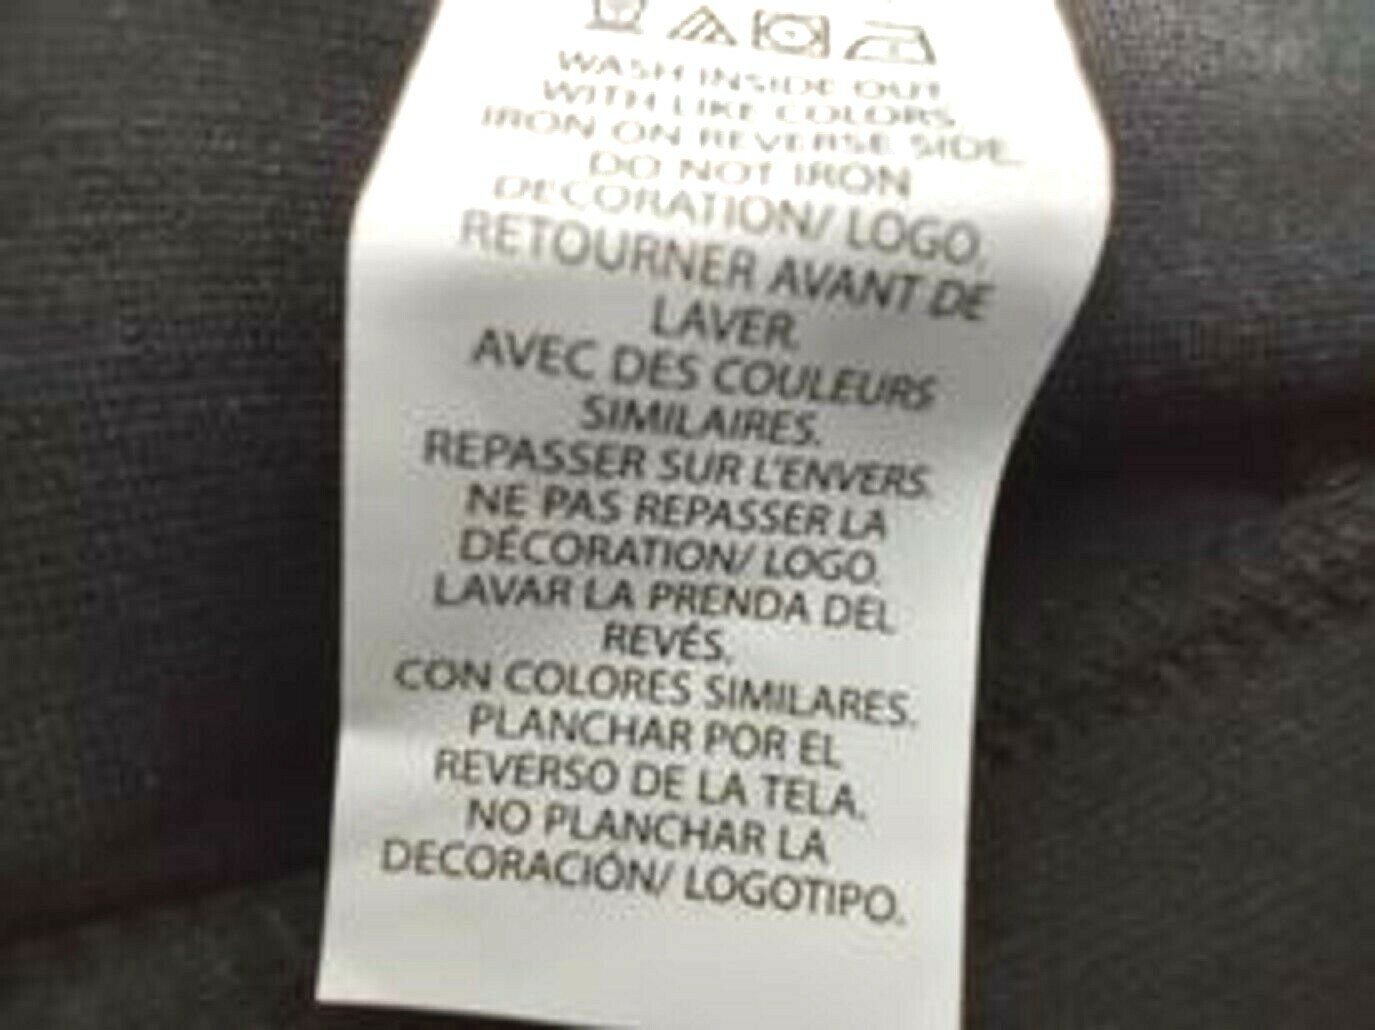 WASH INSIDE OUT
WITH LIKE COLORS
IRON ON REVERSE SIDE.
DO NOT IRON
DECORATION/ LOGO.
RETOURNER AVANT DE
LAVER.
AVEC DES COULEURS
SIMILAIRES.
REPASSER SUR L'ENVERS.
NE PAS REPASSER LA
DÉCORATION/ LOGO.
LAVAR LA PRENDA DEL
REVÉS.
CON COLORES SIMILARES.
PLANCHAR POR EL
REVERSO DE LA TELA.
NO PLANCHAR LA
DECORACIÓN/ LOGOTIPO.